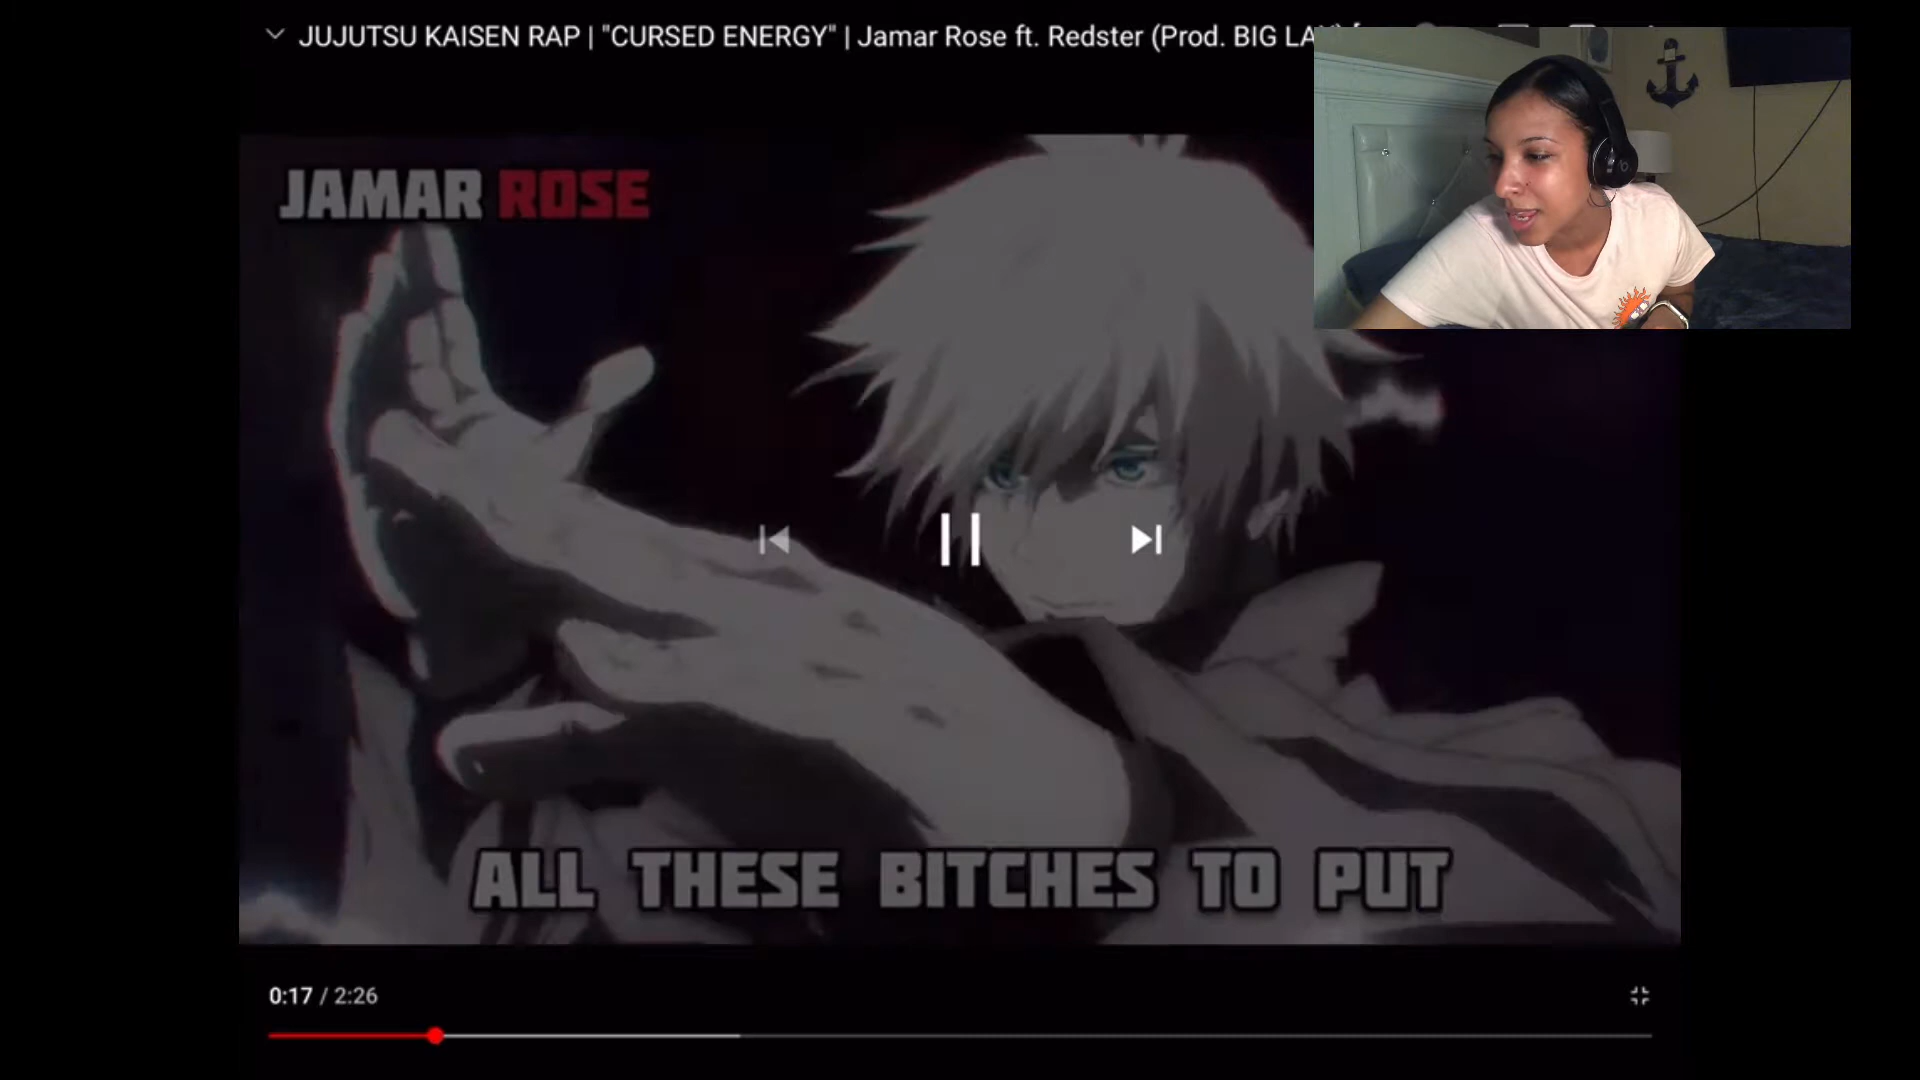 JUJUTSU KAISEN RAP | "CURSED ENERGY" | Jamar Rose ft. Redster (Prod. BIG
JAMAR ROSE
ALL THESE BITCHES TO PUT
0:17 / 2:26